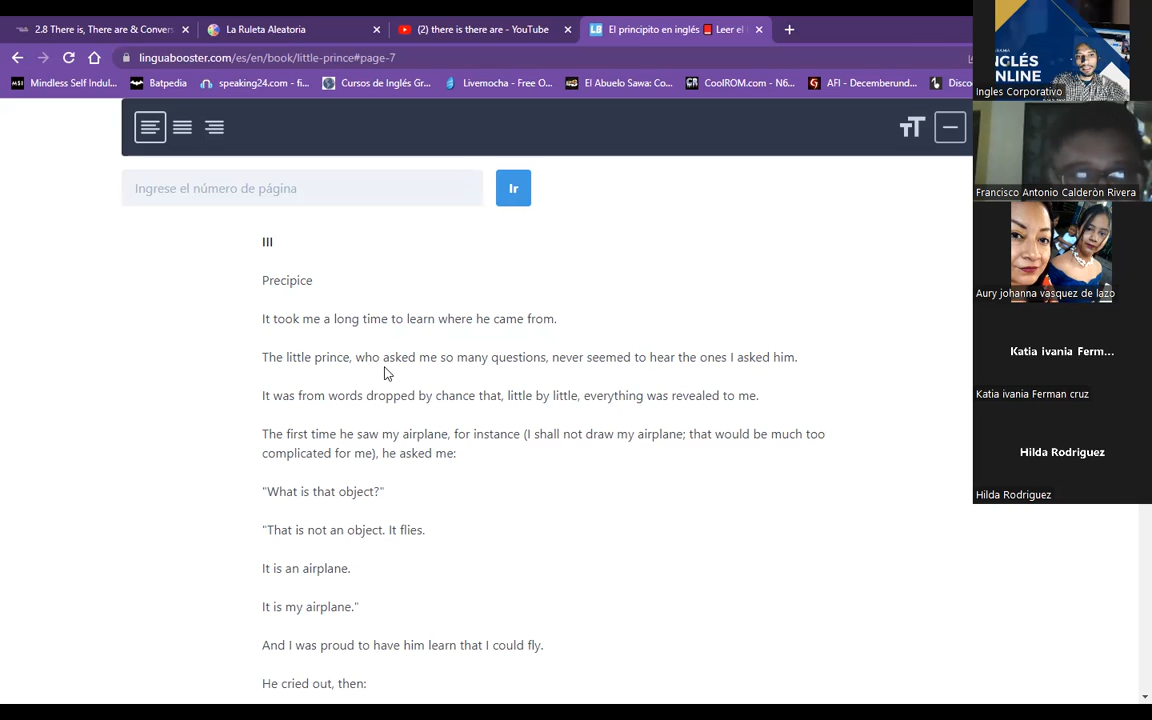 2.8 There is, There are & Convers
La Ruleta Aleatoria
(2) there is there are - YouTube
El principito en inglés 📕 Leer el l
linguabooster.com/es/en/book/little-prince#page-7
Mindless Self Indul...
Batpedia
speaking24.com - fi...
Cursos de Inglés Gr...
Livemocha - Free O...
El Abuelo Sawa: Co...
CoolROM.com - N6...
AFI - Decemberund...
Disco
Ingrese el número de página
Ir
III
Precipice
It took me a long time to learn where he came from.
The little prince, who asked me so many questions, never seemed to hear the ones I asked him.
It was from words dropped by chance that, little by little, everything was revealed to me.
The first time he saw my airplane, for instance (I shall not draw my airplane; that would be much too
complicated for me), he asked me:
"What is that object?"
"That is not an object. It flies.
It is an airplane.
It is my airplane."
And I was proud to have him learn that I could fly.
He cried out, then:
NGLÉS
ONLINE
Ingles Corporativo
Francisco Antonio Calderòn Rivera
Aury johanna vasquez de lazo
Katia ivania Ferm...
Katia ivania Ferman cruz
Hilda Rodriguez
Hilda Rodriguez